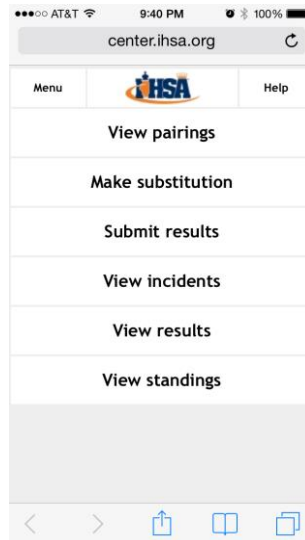 AT&T 9:40 PM 100%
center.ihsa.org
Menu IHSA Help
View pairings
Make substitution
Submit results
View incidents
View results
View standings